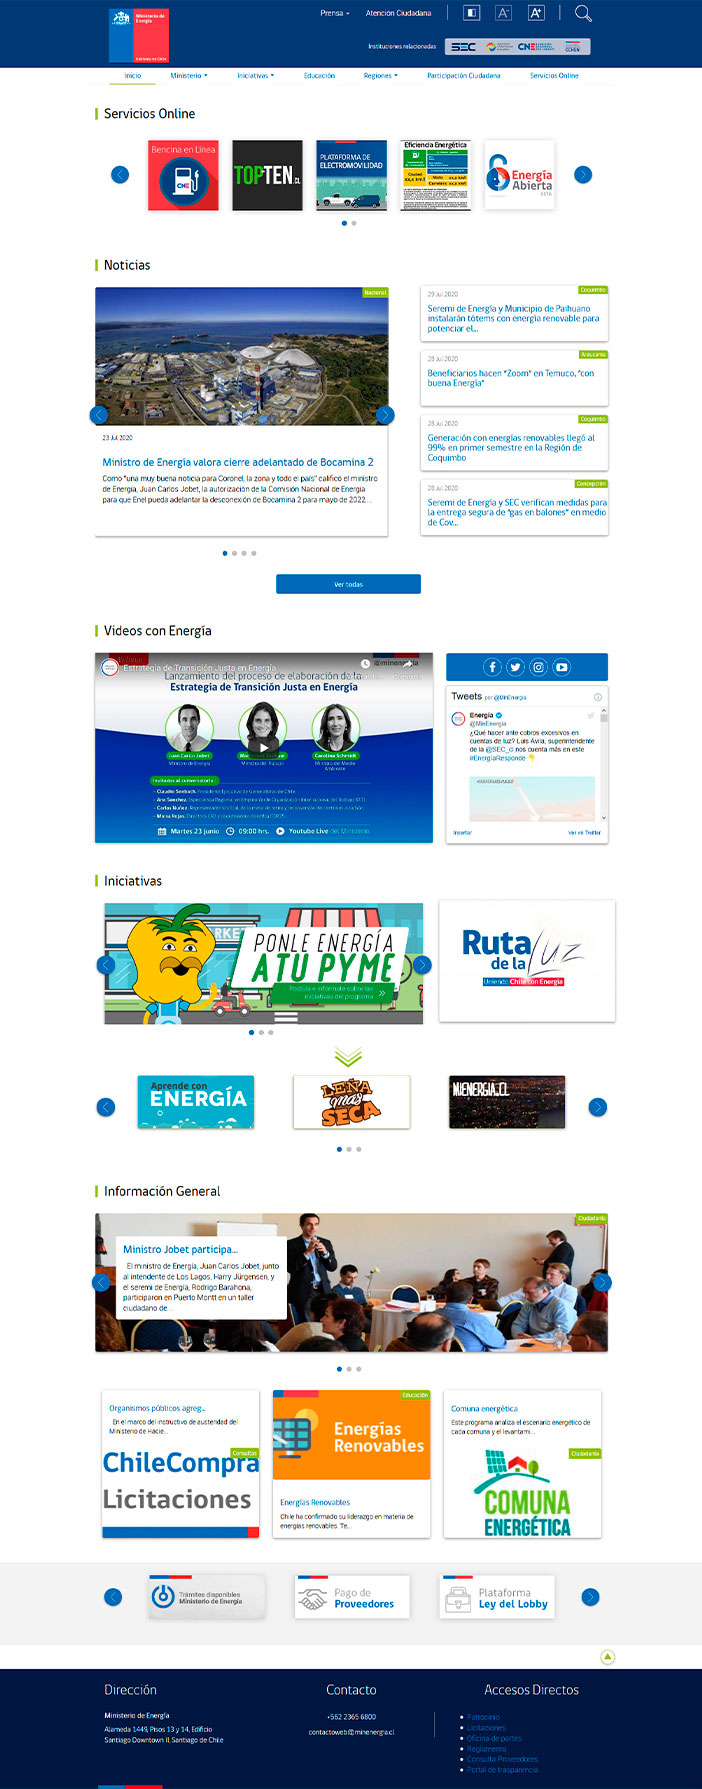 Ministerio de
Energía
Gobierno de Chile
Prensa
Atención Ciudadana
A-
A+
Instituciones relacionadas
SEC
CNE
CCHEN
Inicio
Ministerio
Iniciativas
Educación
Regiones
Participación Ciudadana
Servicios Online
Servicios Online
Bencina en Línea
CNE
TOPTEN.CL
PLATAFORMA DE
ELECTROMOVILIDAD
Eficiencia Energética
Energía
Abierta
BETA
Noticias
Nacional
23 Jul 2020
Ministro de Energía valora cierre adelantado de Bocamina 2
Como “una muy buena noticia para Coronel, la zona y todo el país” calificó el ministro
de Energía, Juan Carlos Jobet, la autorización de la Comisión Nacional de Energía
para que Enel pueda adelantar la desconexión de Bocamina 2 para mayo de 2022....
Coquimbo
29 Jul 2020
Seremi de Energía y Municipio de Paihuano
instalarán tótems con energía renovable para
potenciar el...
Araucanía
28 Jul 2020
Beneficiarios hacen “Zoom” en Temuco, “con
buena Energía”
Coquimbo
28 Jul 2020
Generación con energías renovables llegó al
99% en primer semestre en la Región de
Coquimbo
Concepción
28 Jul 2020
Seremi de Energía y SEC verifican medidas para
la entrega segura de “gas en balones” en medio
de Cov...
Ver todas
Videos con Energía
Estrategia de Transición Justa en Energía
@minenergia
Lanzamiento del proceso de elaboración de la
Estrategia de Transición Justa en Energía
Juan Carlos Jobet
Ministro de Energía
Ministra del Trabajo
Carolina Schmidt
Ministra del Medio
Ambiente
Invitados al conversatorio:
- Claudio Seebach, Presidente Ejecutivo de Generadoras de Chile.
Martes 23 junio
09:00 hrs.
Youtube Live del Ministerio
Tweets por @MinEnergia
Energía
@MinEnergia
¿Qué hacer ante cobros excesivos en
cuentas de luz? Luis Ávila, superintendente
de la @SEC_cl nos cuenta más en este
#EnergíaResponde 👇
Insertar
Ver en Twitter
Iniciativas
MARKET
PONLE ENERGÍA
A TU PYME
Postula e infórmate sobre las
iniciativas del programa
Ruta
de la Luz
Uniendo Chile con Energía
Aprende con
ENERGÍA
LEÑA
más
SECA
MIENERGIA.CL
Información General
Ciudadanía
Ministro Jobet participa...
El ministro de Energía, Juan Carlos Jobet, junto
al intendente de Los Lagos, Harry Jürgensen, y
el seremi de Energía, Rodrigo Barahona,
participaron en Puerto Montt en un taller
ciudadano de...
Organismos públicos agreg...
En el marco del instructivo de austeridad del
Ministerio de Hacie...
Consultas
ChileCompra
Licitaciones
Educación
Energías
Renovables
Energías Renovables
Chile ha confirmado su liderazgo en materia de
energías renovables. Te...
Comuna energética
Este programa analiza el escenario energético de
cada comuna y el levantami...
Ciudadanía
COMUNA
ENERGÉTICA
Trámites disponibles
Ministerio de Energía
Pago de
Proveedores
Plataforma
Ley del Lobby
Dirección
Ministerio de Energía
Alameda 1449, Pisos 13 y 14, Edificio
Santiago Downtown II, Santiago de Chile
Contacto
+562 2365 6800
contactoweb@minenergia.cl
Accesos Directos
Patrocinio
Licitaciones
Oficina de partes
Reglamento
Consulta Proveedores
Portal de trasparencia